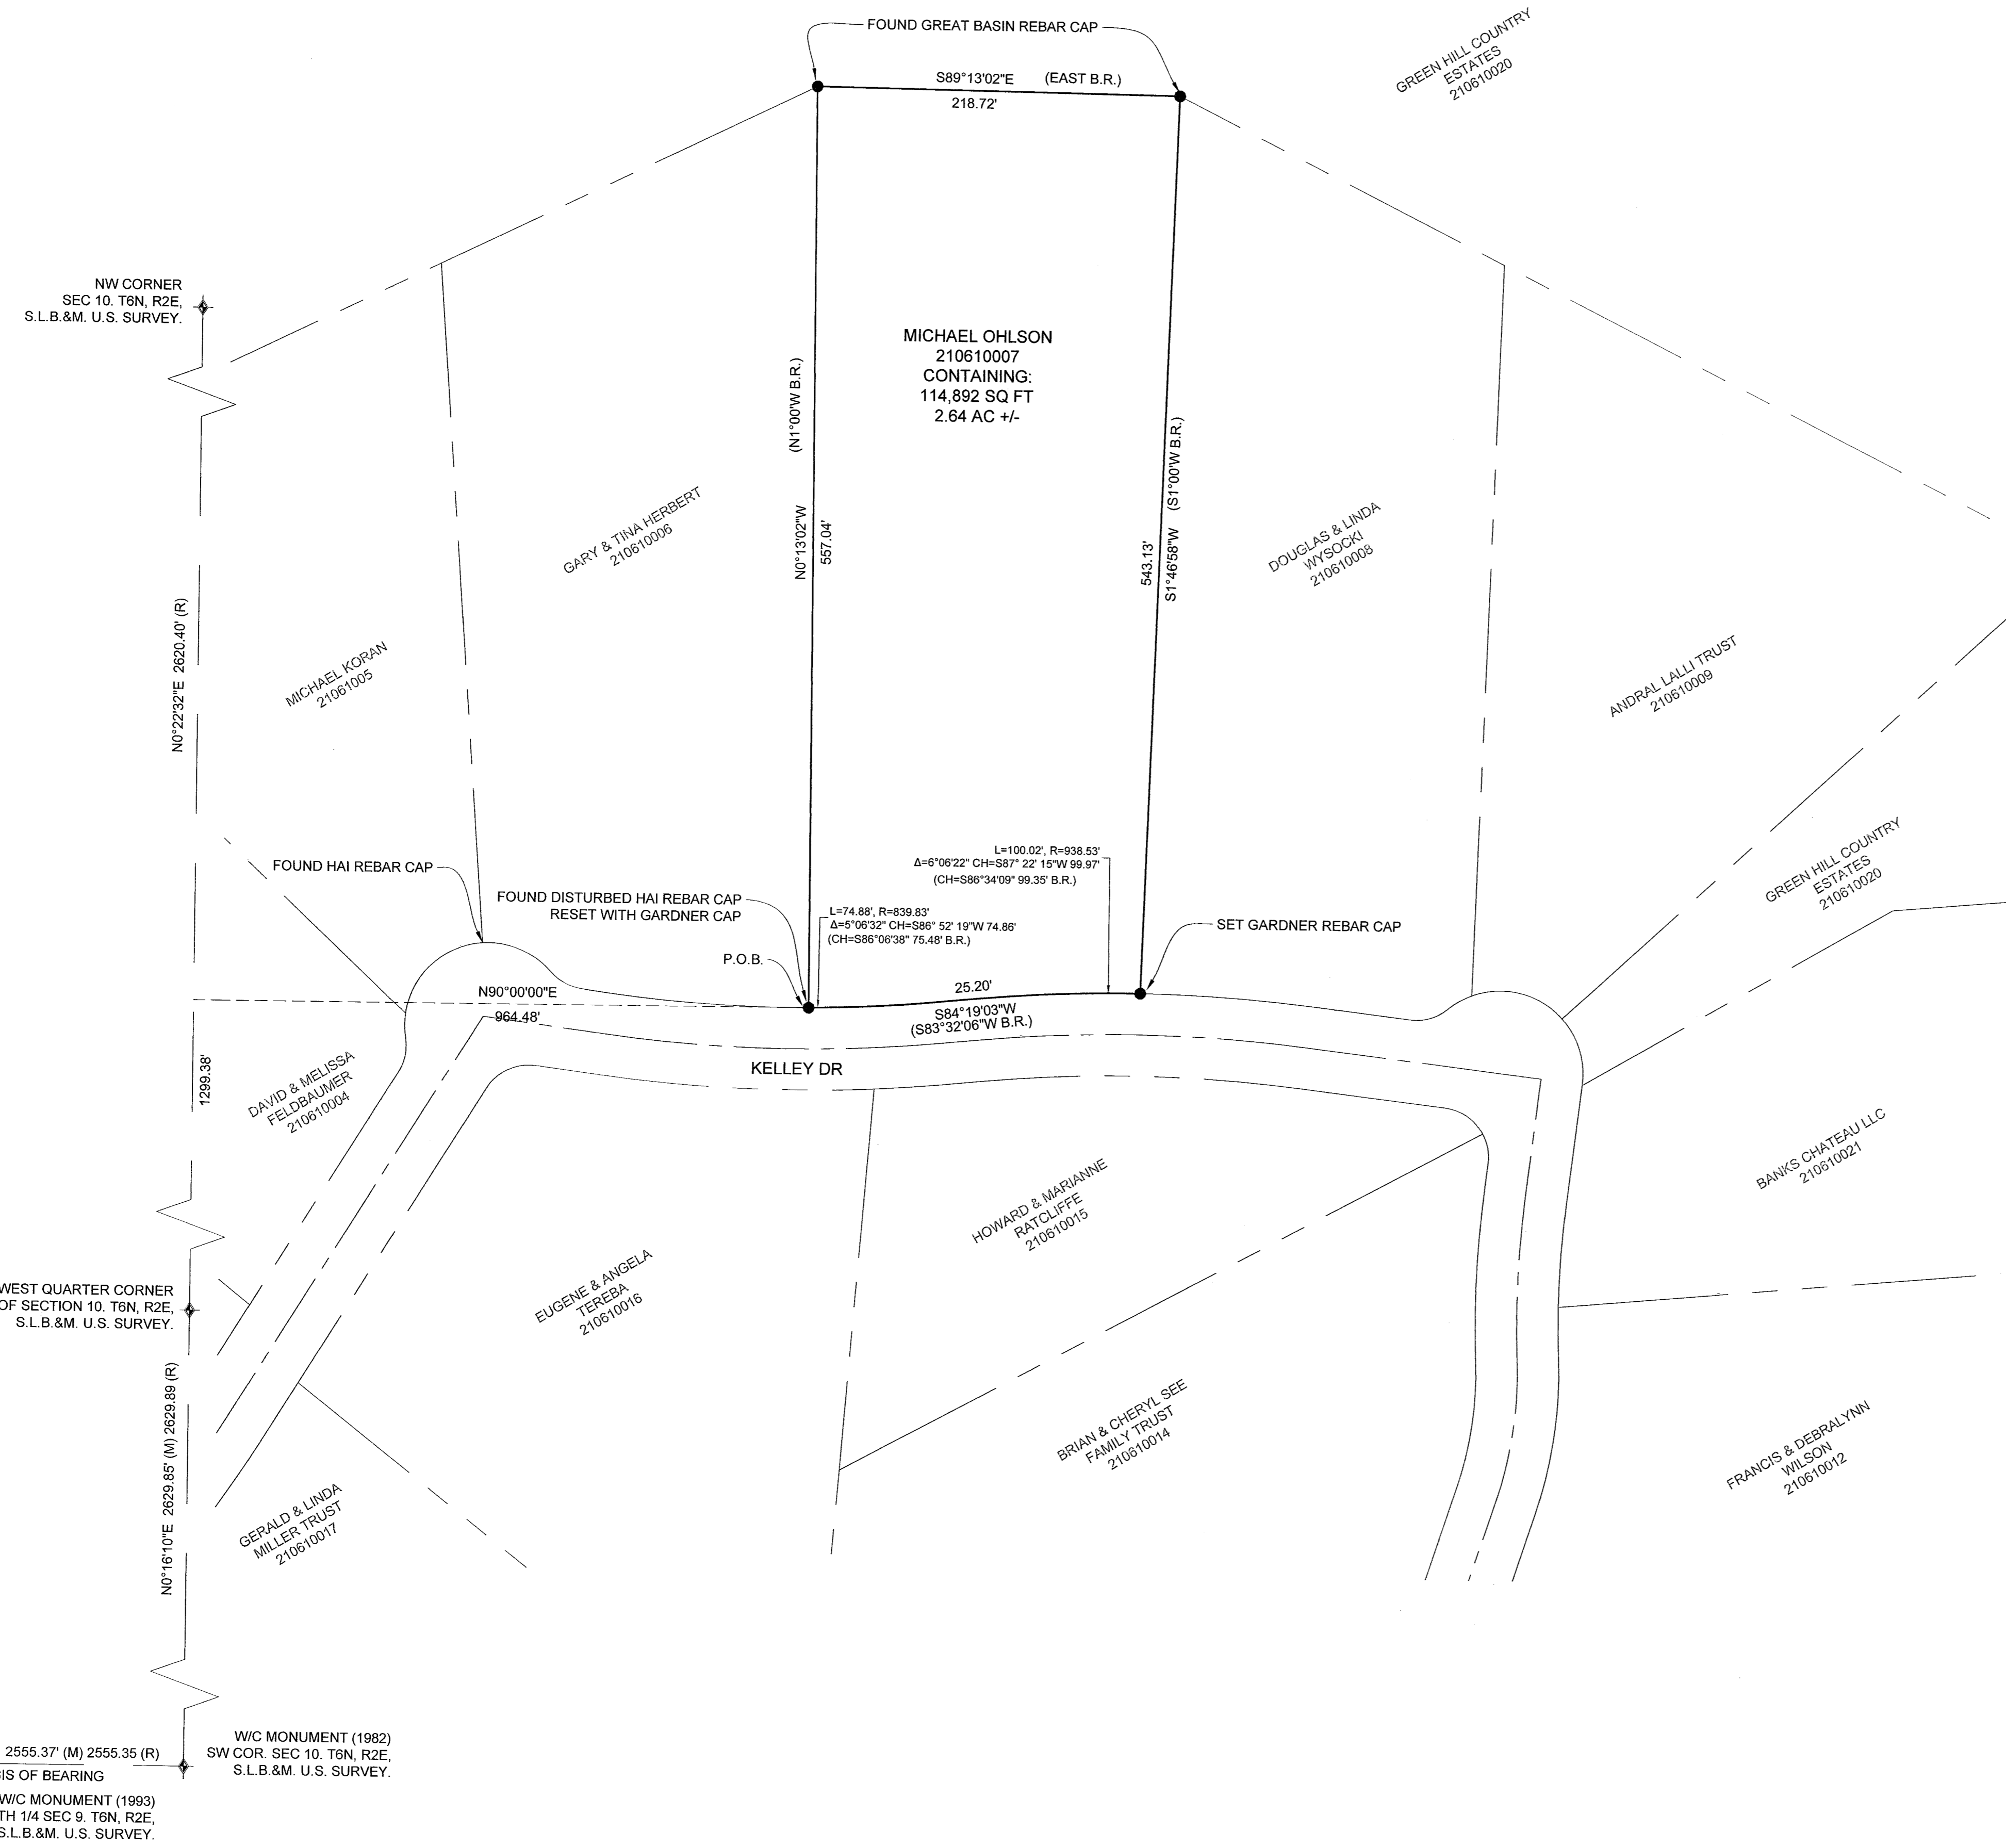 FOUND GREAT BASIN REBAR CAP
GREEN HILL COUNTRY
ESTATES
210610020
S89°13'02"E (EAST B.R.)
218.72'
NW CORNER
SEC 10. T6N, R2E,
S.L.B.&M. U.S. SURVEY.
MICHAEL OHLSON
210610007
CONTAINING:
114,892 SQ FT
2.64 AC +/-
N0°13'02"W (N1°00'W B.R.)
557.04'
543.13'
S1°46'58"W (S1°00'W B.R.)
GARY & TINA HERBERT
210610006
DOUGLAS & LINDA
WYSOCKI
210610008
N0°22'32"E 2620.40' (R)
MICHAEL KORAN
21061005
ANDRAL LALLI TRUST
210610009
GREEN HILL COUNTRY
ESTATES
210610020
FOUND HAI REBAR CAP
L=100.02', R=938.53'
Δ=6°06'22" CH=S87° 22' 15"W 99.97'
(CH=S86°34'09" 99.35' B.R.)
FOUND DISTURBED HAI REBAR CAP
RESET WITH GARDNER CAP
L=74.88', R=839.83'
Δ=5°06'32" CH=S86° 52' 19"W 74.86'
(CH=S86°06'38" 75.48' B.R.)
SET GARDNER REBAR CAP
P.O.B.
N90°00'00"E
964.48'
25.20'
S84°19'03"W
(S83°32'06"W B.R.)
KELLEY DR
1299.38'
DAVID & MELISSA
FELDBAUMER
210610004
BANKS CHATEAU LLC
210610021
HOWARD & MARIANNE
RATCLIFFE
210610015
EUGENE & ANGELA
TEREBA
210610016
WEST QUARTER CORNER
OF SECTION 10. T6N, R2E,
S.L.B.&M. U.S. SURVEY.
N0°16'10"E 2629.85' (M) 2629.89 (R)
BRIAN & CHERYL SEE
FAMILY TRUST
210610014
FRANCIS & DEBRALYNN
WILSON
210610012
GERALD & LINDA
MILLER TRUST
210610017
W/C MONUMENT (1982)
SW COR. SEC 10. T6N, R2E,
S.L.B.&M. U.S. SURVEY.
2555.37' (M) 2555.35 (R)
IS OF BEARING
W/C MONUMENT (1993)
TH 1/4 SEC 9. T6N, R2E,
S.L.B.&M. U.S. SURVEY.